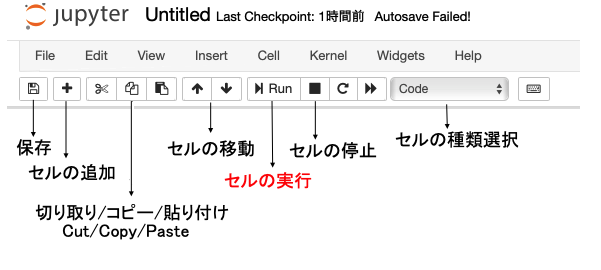 jupyter Untitled Last Checkpoint: 1時間前 Autosave Failed!
File Edit View Insert Cell Kernel Widgets Help
Run Code
保存
セルの追加
切り取り/コピー/貼り付け
Cut/Copy/Paste
セルの移動
セルの実行
セルの停止
セルの種類選択